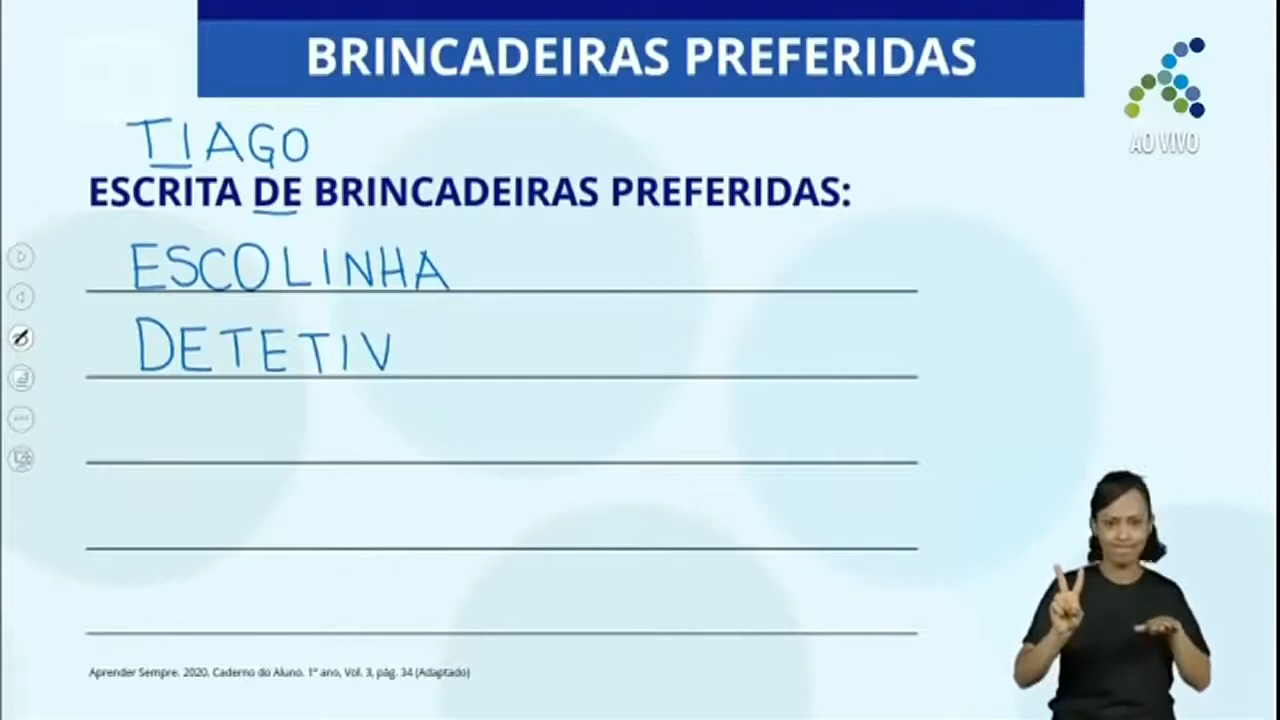 BRINCADEIRAS PREFERIDAS
AO VIVO
TIAGO
ESCRITA DE BRINCADEIRAS PREFERIDAS:
ESCOLINHA
DETETIV
Aprender Sempre. 2020. Caderno do Aluno. 1º ano, Vol. 3, pág. 34 (Adaptado)